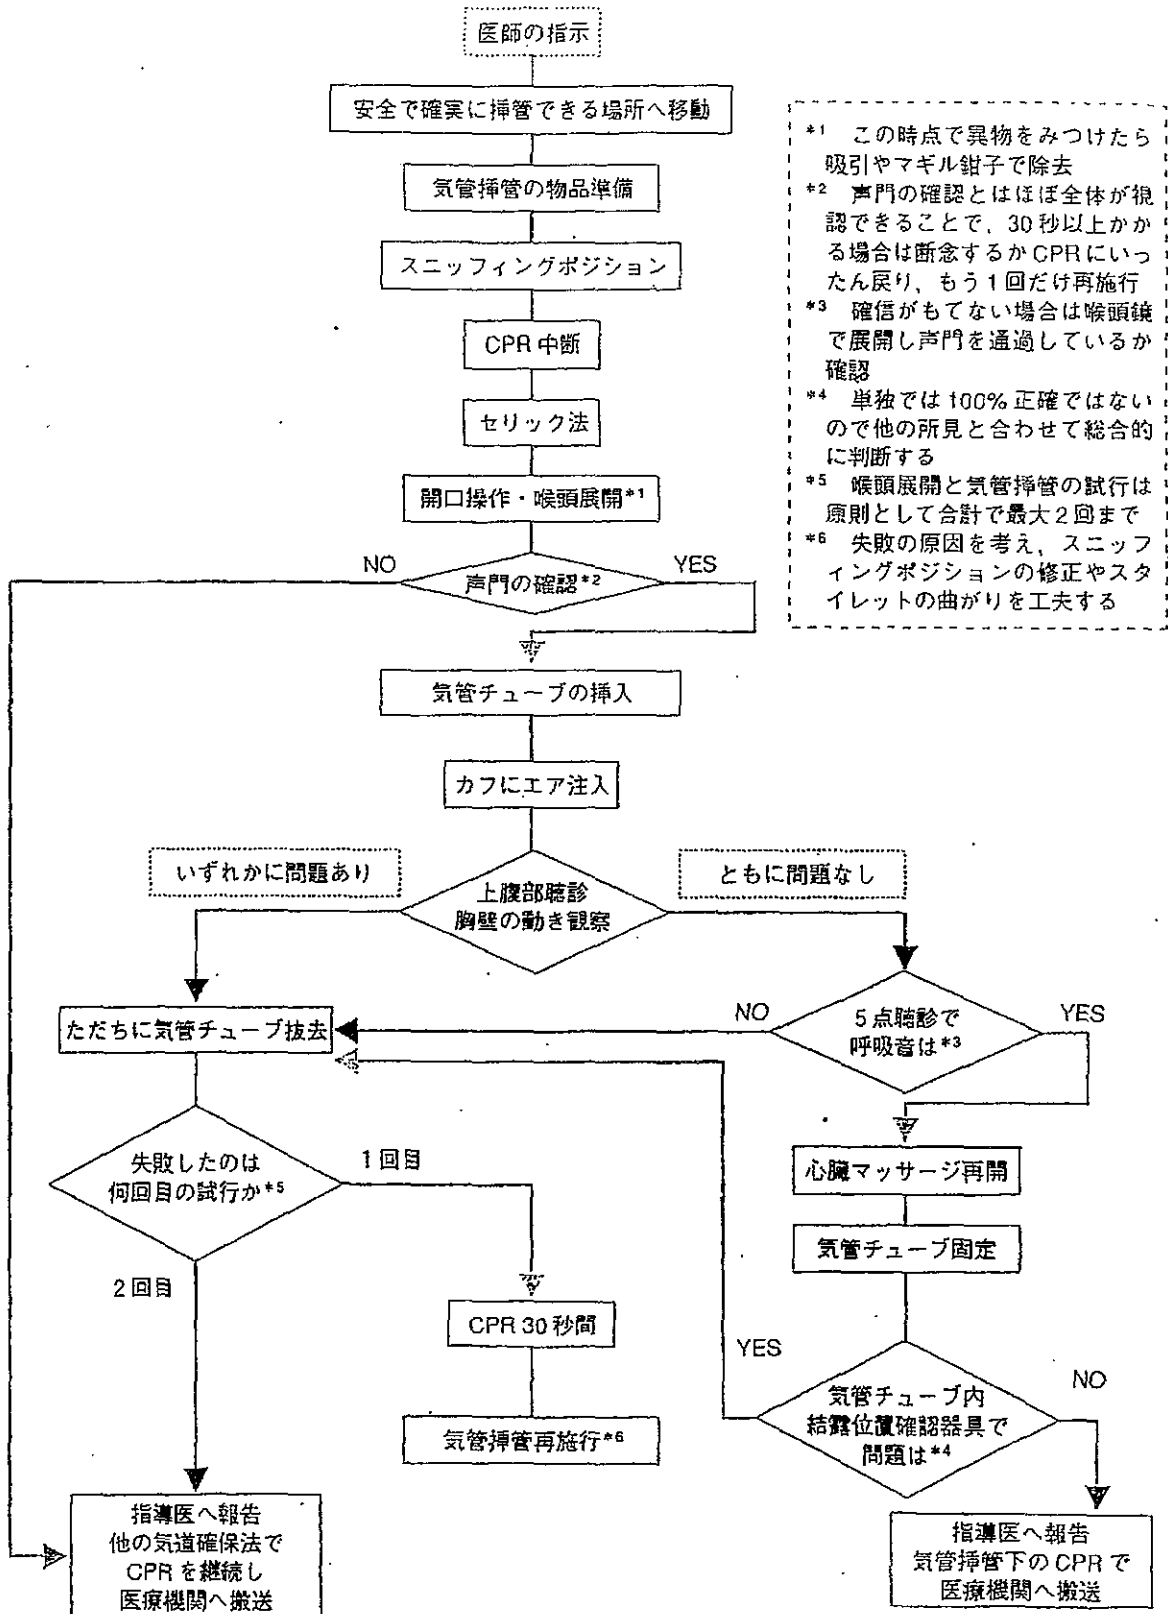 医師の指示
安全で確実に挿管できる場所へ移動
気管挿管の物品準備
スニッフィングポジション
CPR 中断
セリック法
開口操作・喉頭展開*1
NO
声門の確認*2
YES
気管チューブの挿入
カフにエア注入
いずれかに問題あり
上腹部聴診
胸壁の動き観察
ともに問題なし
ただちに気管チューブ抜去
NO
5点聴診で
呼吸音は*3
YES
失敗したのは
何回目の試行か*5
1回目
2回目
心臓マッサージ再開
気管チューブ固定
CPR 30秒間
気管挿管再施行*6
YES
気管チューブ内
結露位置確認器具で
問題は*4
NO
指導医へ報告
他の気道確保法で
CPRを継続し
医療機関へ搬送
指導医へ報告
気管挿管下のCPRで
医療機関へ搬送
*1 この時点で異物をみつけたら
吸引やマギル鉗子で除去
*2 声門の確認とはほぼ全体が視
認できることで，30秒以上かか
る場合は断念するかCPRにいっ
たん戻り，もう1回だけ再施行
*3 確信がもてない場合は喉頭鏡
で展開し声門を通過しているか
確認
*4 単独では100%正確ではない
ので他の所見と合わせて総合的
に判断する
*5 喉頭展開と気管挿管の試行は
原則として合計で最大2回まで
*6 失敗の原因を考え，スニッフ
ィングポジションの修正やスタ
イレットの曲がりを工夫する